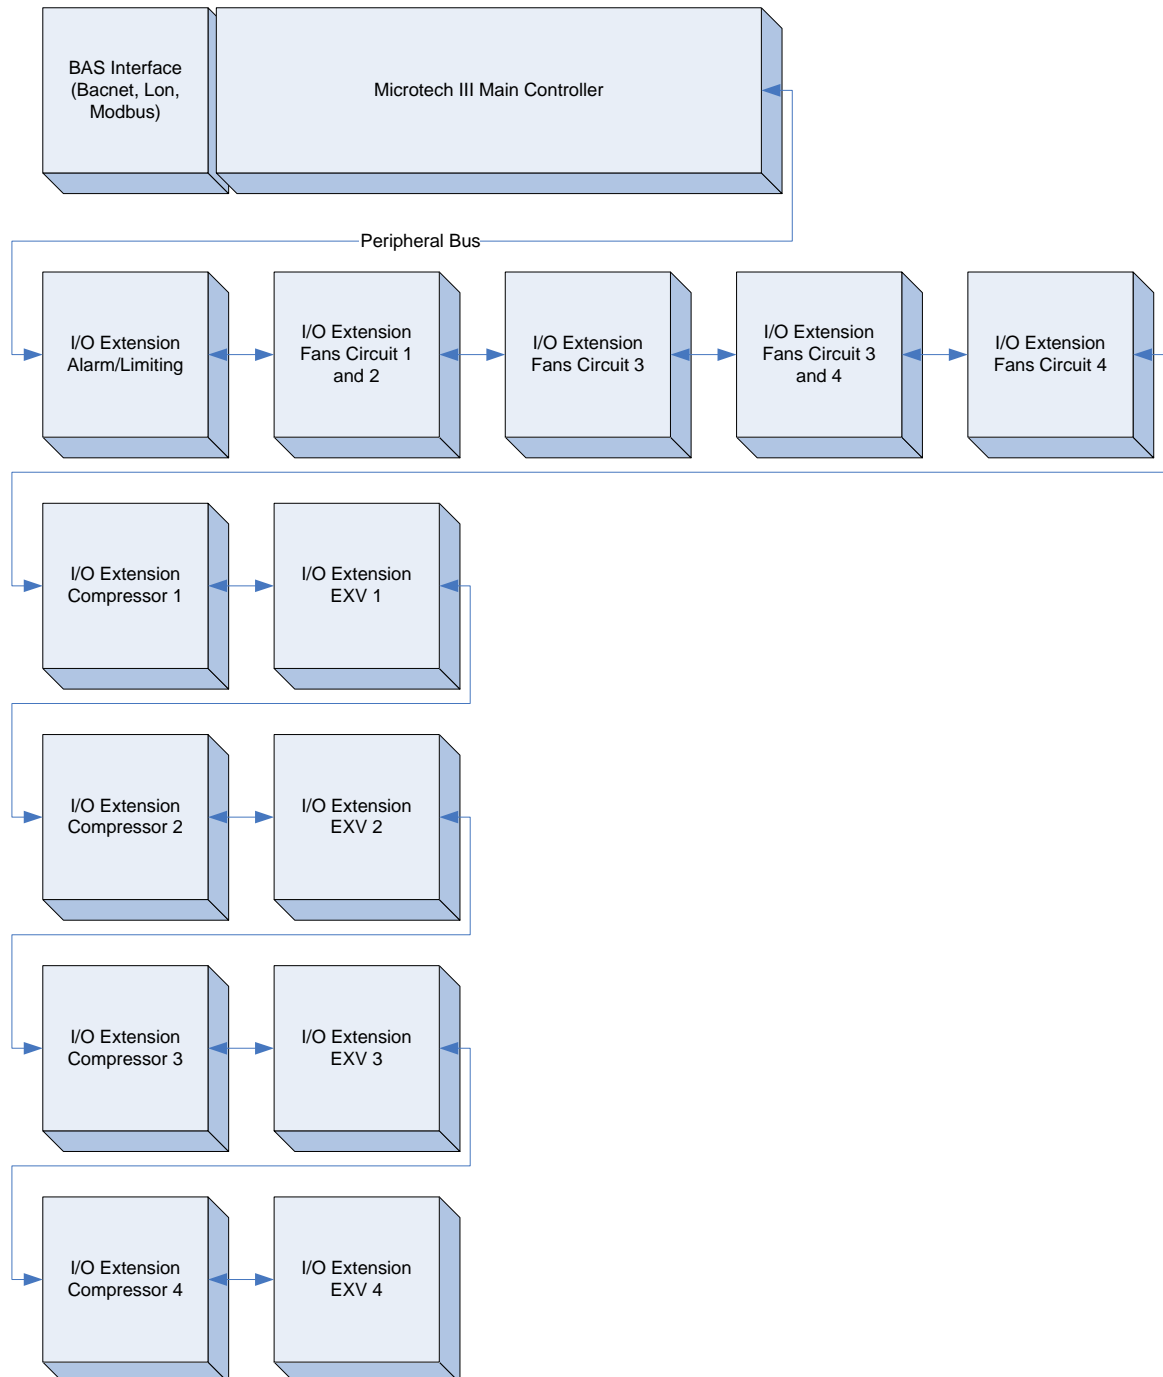 BAS Interface
(Bacnet, Lon,
Modbus)
Microtech III Main Controller
Peripheral Bus
I/O Extension
Alarm/Limiting
I/O Extension
Fans Circuit 1
and 2
I/O Extension
Fans Circuit 3
I/O Extension
Fans Circuit 3
and 4
I/O Extension
Fans Circuit 4
I/O Extension
Compressor 1
I/O Extension
EXV 1
I/O Extension
Compressor 2
I/O Extension
EXV 2
I/O Extension
Compressor 3
I/O Extension
EXV 3
I/O Extension
Compressor 4
I/O Extension
EXV 4